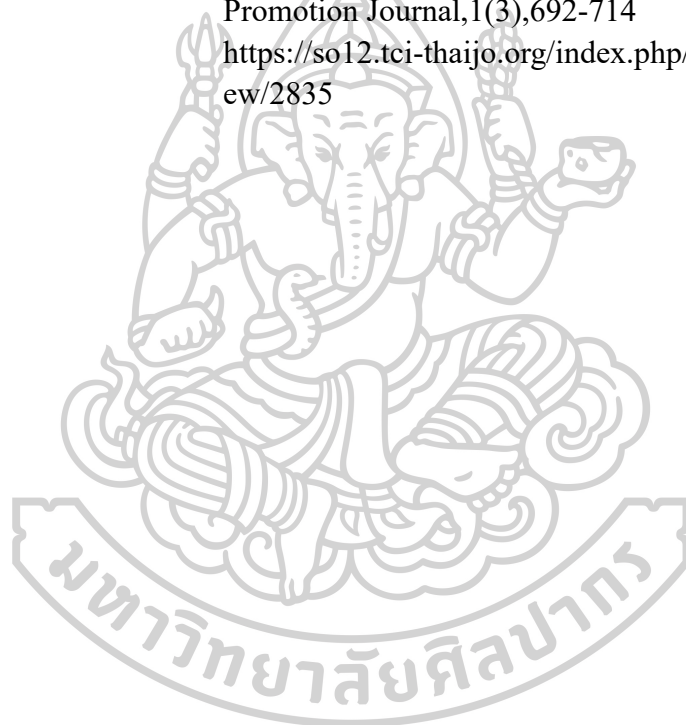 Promotion Journal,1(3),692-714
https://so12.tci-thaijo.org/index.php/
ew/2835
มหาวิทยาลัยศิลปากร